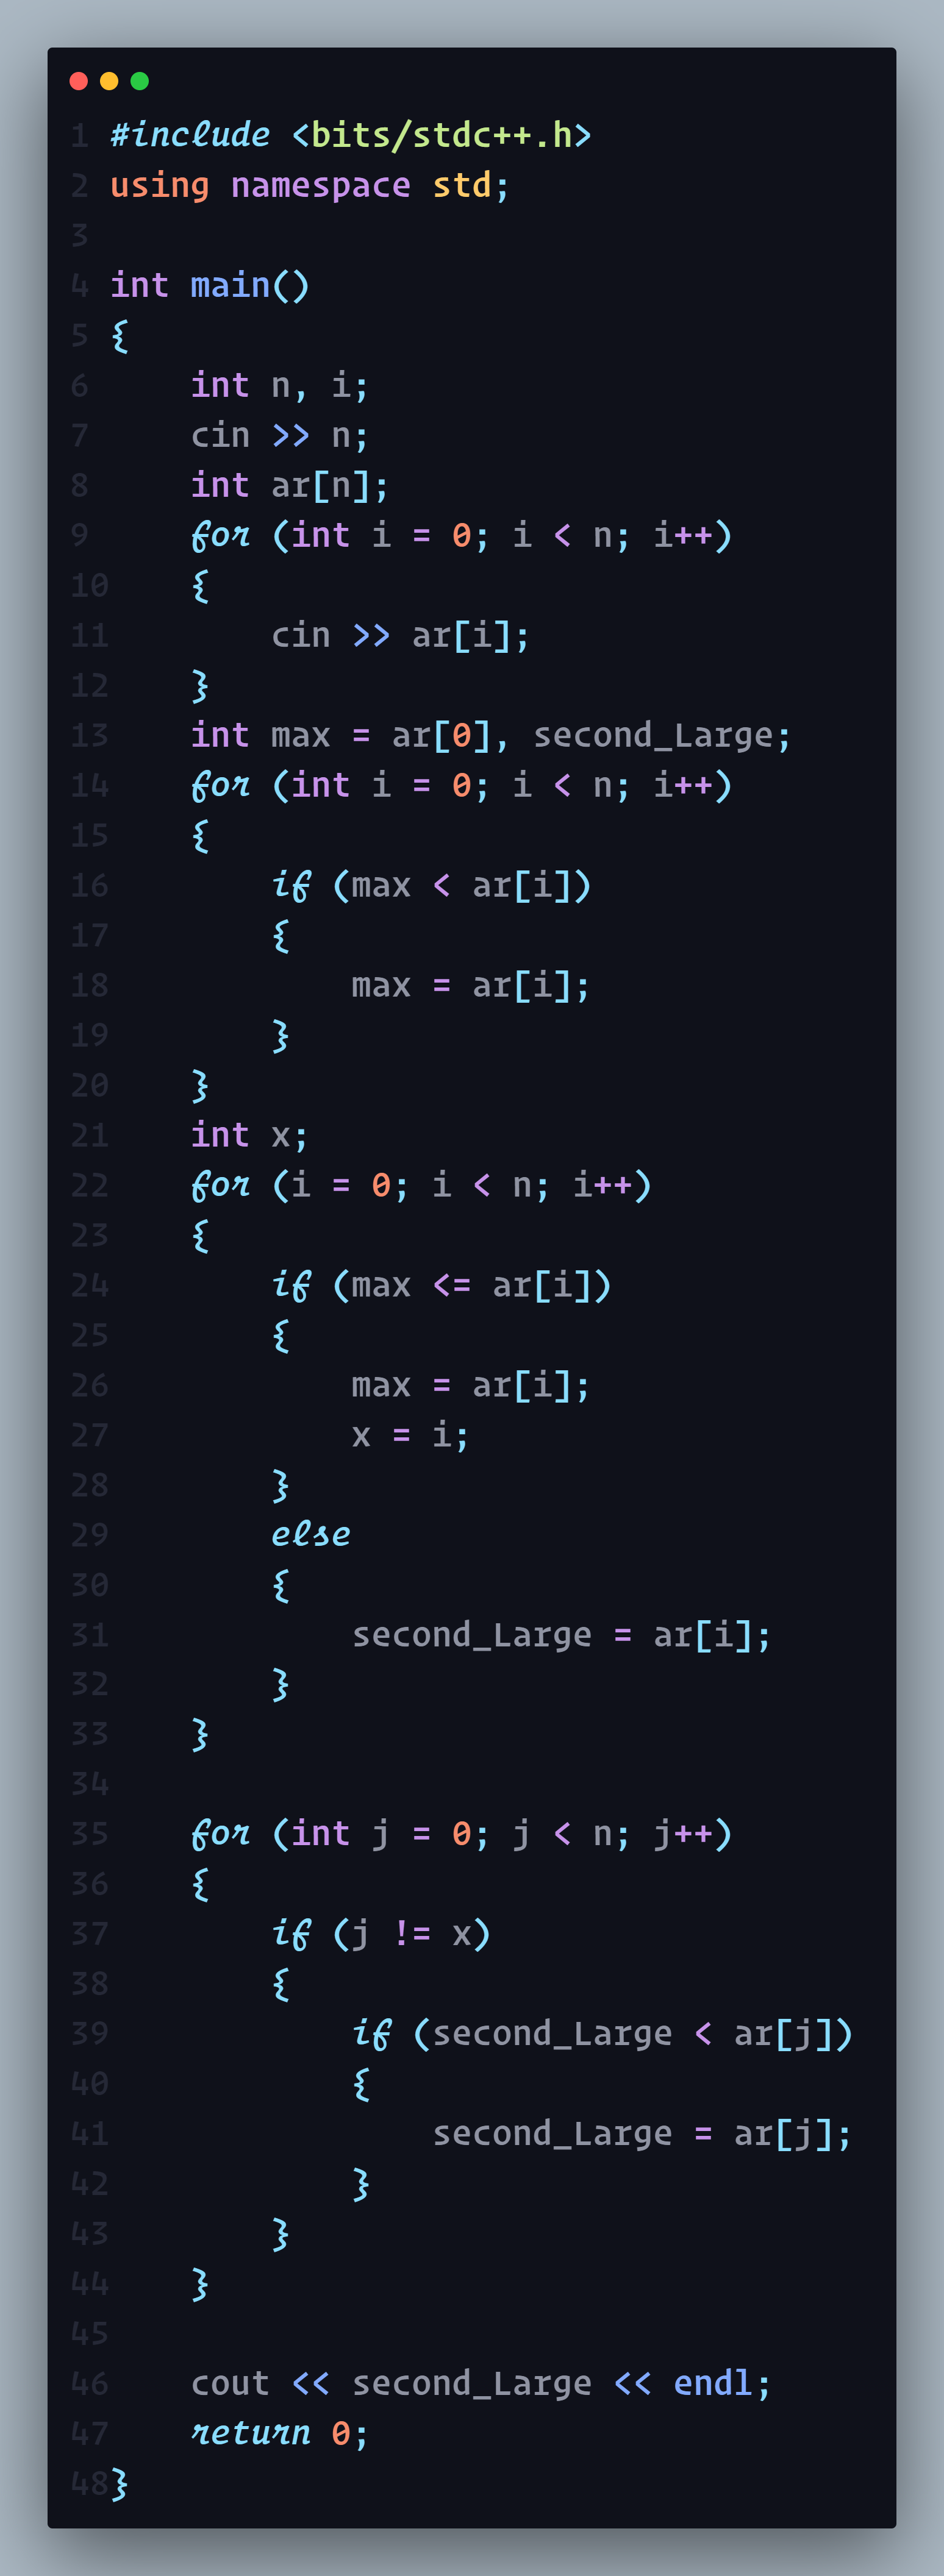 1 #include <bits/stdc++.h>
2 using namespace std;
3
4 int main()
5 {
6     int n, i;
7     cin >> n;
8     int ar[n];
9     for (int i = 0; i < n; i++)
10     {
11         cin >> ar[i];
12     }
13     int max = ar[0], second_Large;
14     for (int i = 0; i < n; i++)
15     {
16         if (max < ar[i])
17         {
18             max = ar[i];
19         }
20     }
21     int x;
22     for (i = 0; i < n; i++)
23     {
24         if (max <= ar[i])
25         {
26             max = ar[i];
27             x = i;
28         }
29         else
30         {
31             second_Large = ar[i];
32         }
33     }
34
35     for (int j = 0; j < n; j++)
36     {
37         if (j != x)
38         {
39             if (second_Large < ar[j])
40             {
41                 second_Large = ar[j];
42             }
43         }
44     }
45
46     cout << second_Large << endl;
47     return 0;
48 }